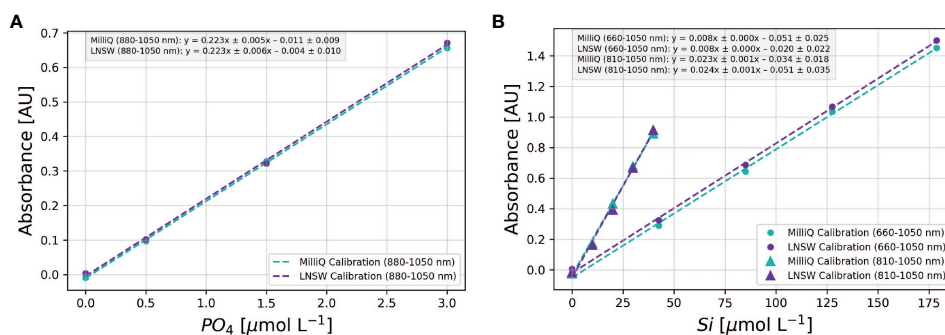 A
MilliQ (880-1050 nm): y = 0.223x ± 0.005x – 0.011 ± 0.009
LNSW (880-1050 nm): y = 0.223x ± 0.006x – 0.004 ± 0.010
Absorbance [AU]
0.7
0.6
0.5
0.4
0.3
0.2
0.1
0.0
MilliQ Calibration (880-1050 nm)
LNSW Calibration (880-1050 nm)
0.0 0.5 1.0 1.5 2.0 2.5 3.0
PO₄ [μmol L⁻¹]
B
MilliQ (660-1050 nm): y = 0.008x ± 0.000x – 0.051 ± 0.025
LNSW (660-1050 nm): y = 0.008x ± 0.000x – 0.020 ± 0.022
MilliQ (810-1050 nm): y = 0.023x ± 0.001x – 0.034 ± 0.018
LNSW (810-1050 nm): y = 0.024x ± 0.001x – 0.051 ± 0.035
Absorbance [AU]
1.4
1.2
1.0
0.8
0.6
0.4
0.2
0.0
MilliQ Calibration (660-1050 nm)
LNSW Calibration (660-1050 nm)
MilliQ Calibration (810-1050 nm)
LNSW Calibration (810-1050 nm)
0 25 50 75 100 125 150 175
Si [μmol L⁻¹]